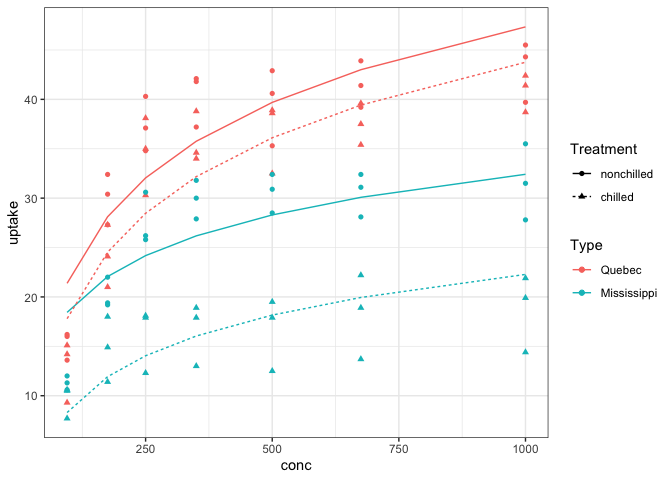 40
30
20
10
uptake
250
500
750
1000
conc
Treatment
nonchilled
chilled
Type
Quebec
Mississippi